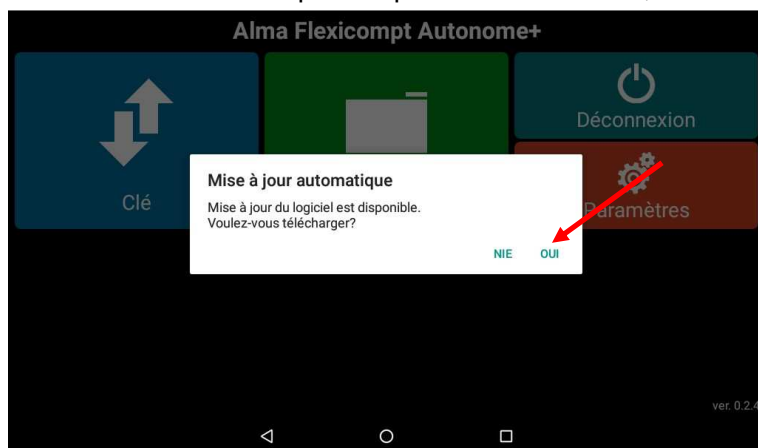 Alma Flexicompt Autonome+
Déconnexion
Clé
Paramètres
Mise à jour automatique
Mise à jour du logiciel est disponible.
Voulez-vous télécharger?
NIE OUI
ver. 0.2.4